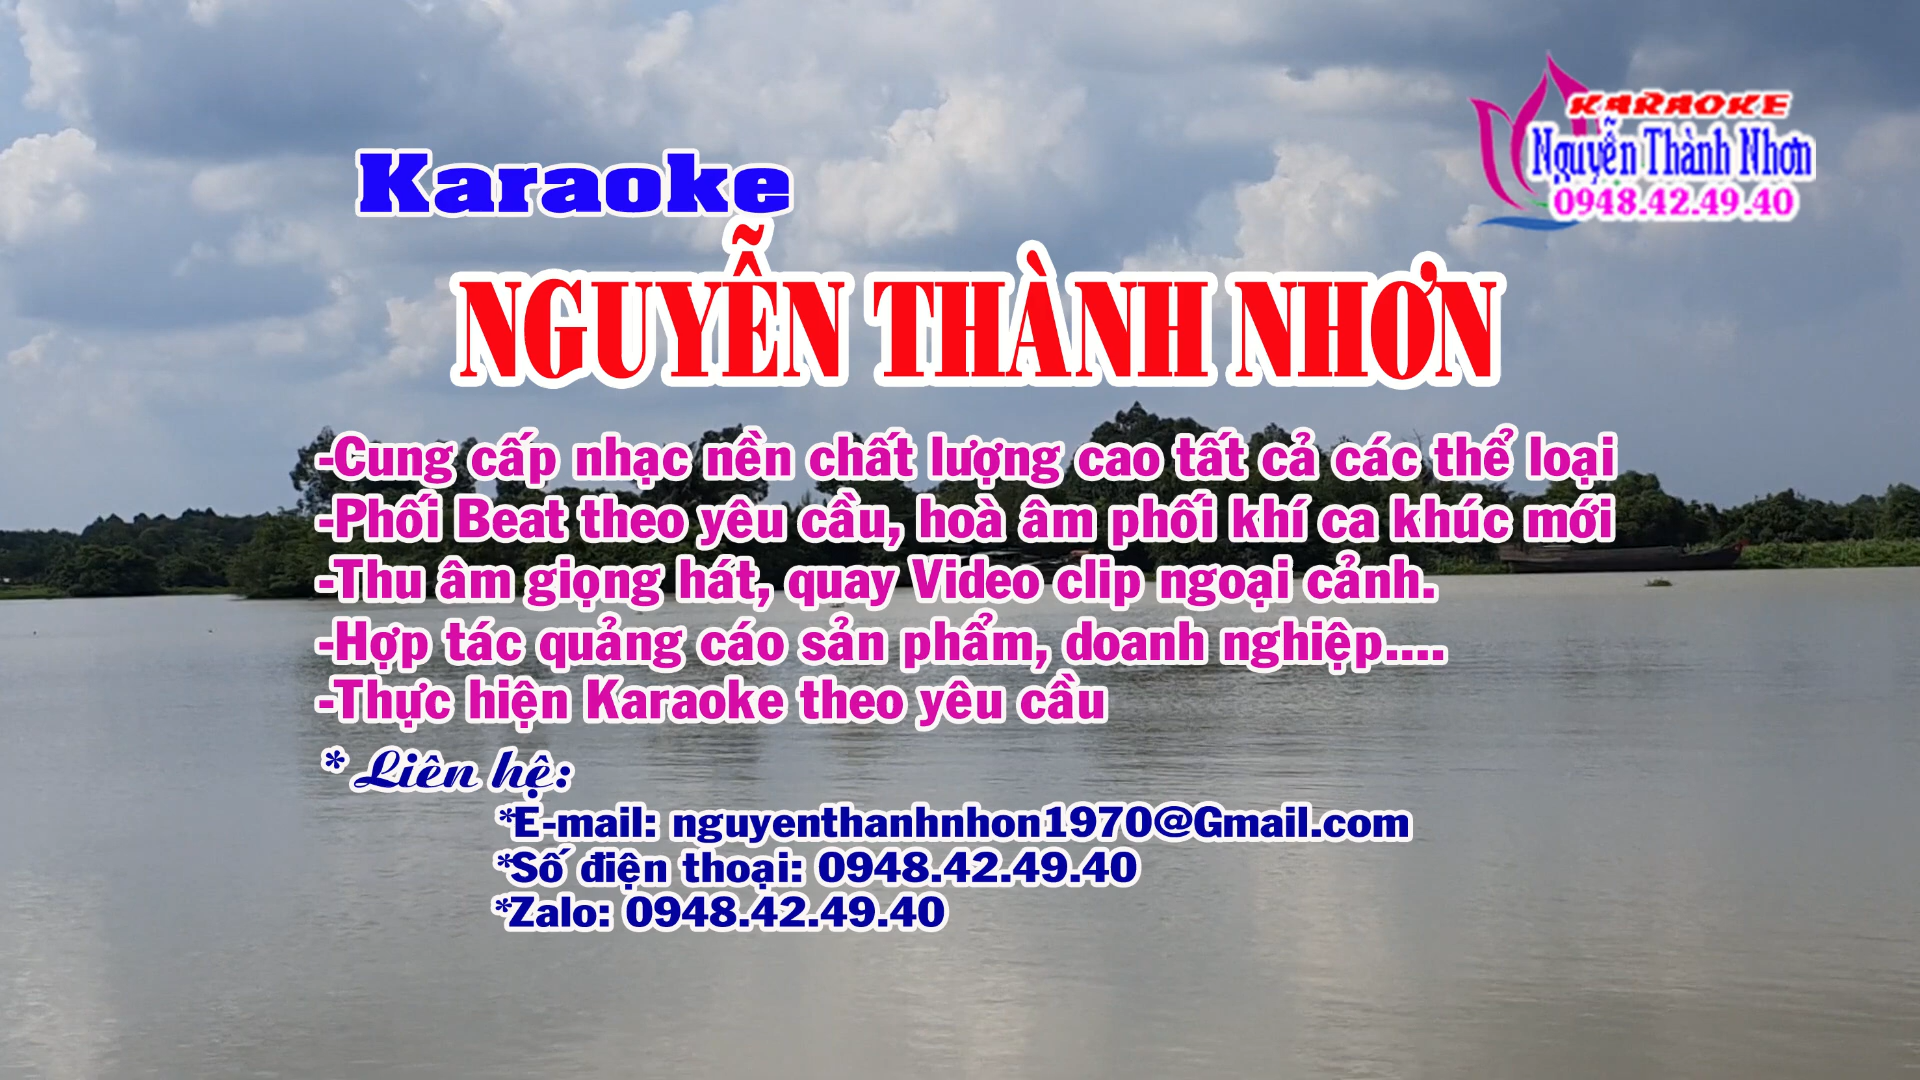 KARAOKE
Nguyễn Thành Nhơn
0948.42.49.40
Karaoke
NGUYỄN THÀNH NHƠN
-Cung cấp nhạc nền chất lượng cao tất cả các thể loại
-Phối Beat theo yêu cầu, hoà âm phối khí ca khúc mới
-Thu âm giọng hát, quay Video clip ngoại cảnh.
-Hợp tác quảng cáo sản phẩm, doanh nghiệp....
-Thực hiện Karaoke theo yêu cầu
* Liên hệ:
*E-mail: nguyenthanhnhon1970@Gmail.com
*Số điện thoại: 0948.42.49.40
*Zalo: 0948.42.49.40